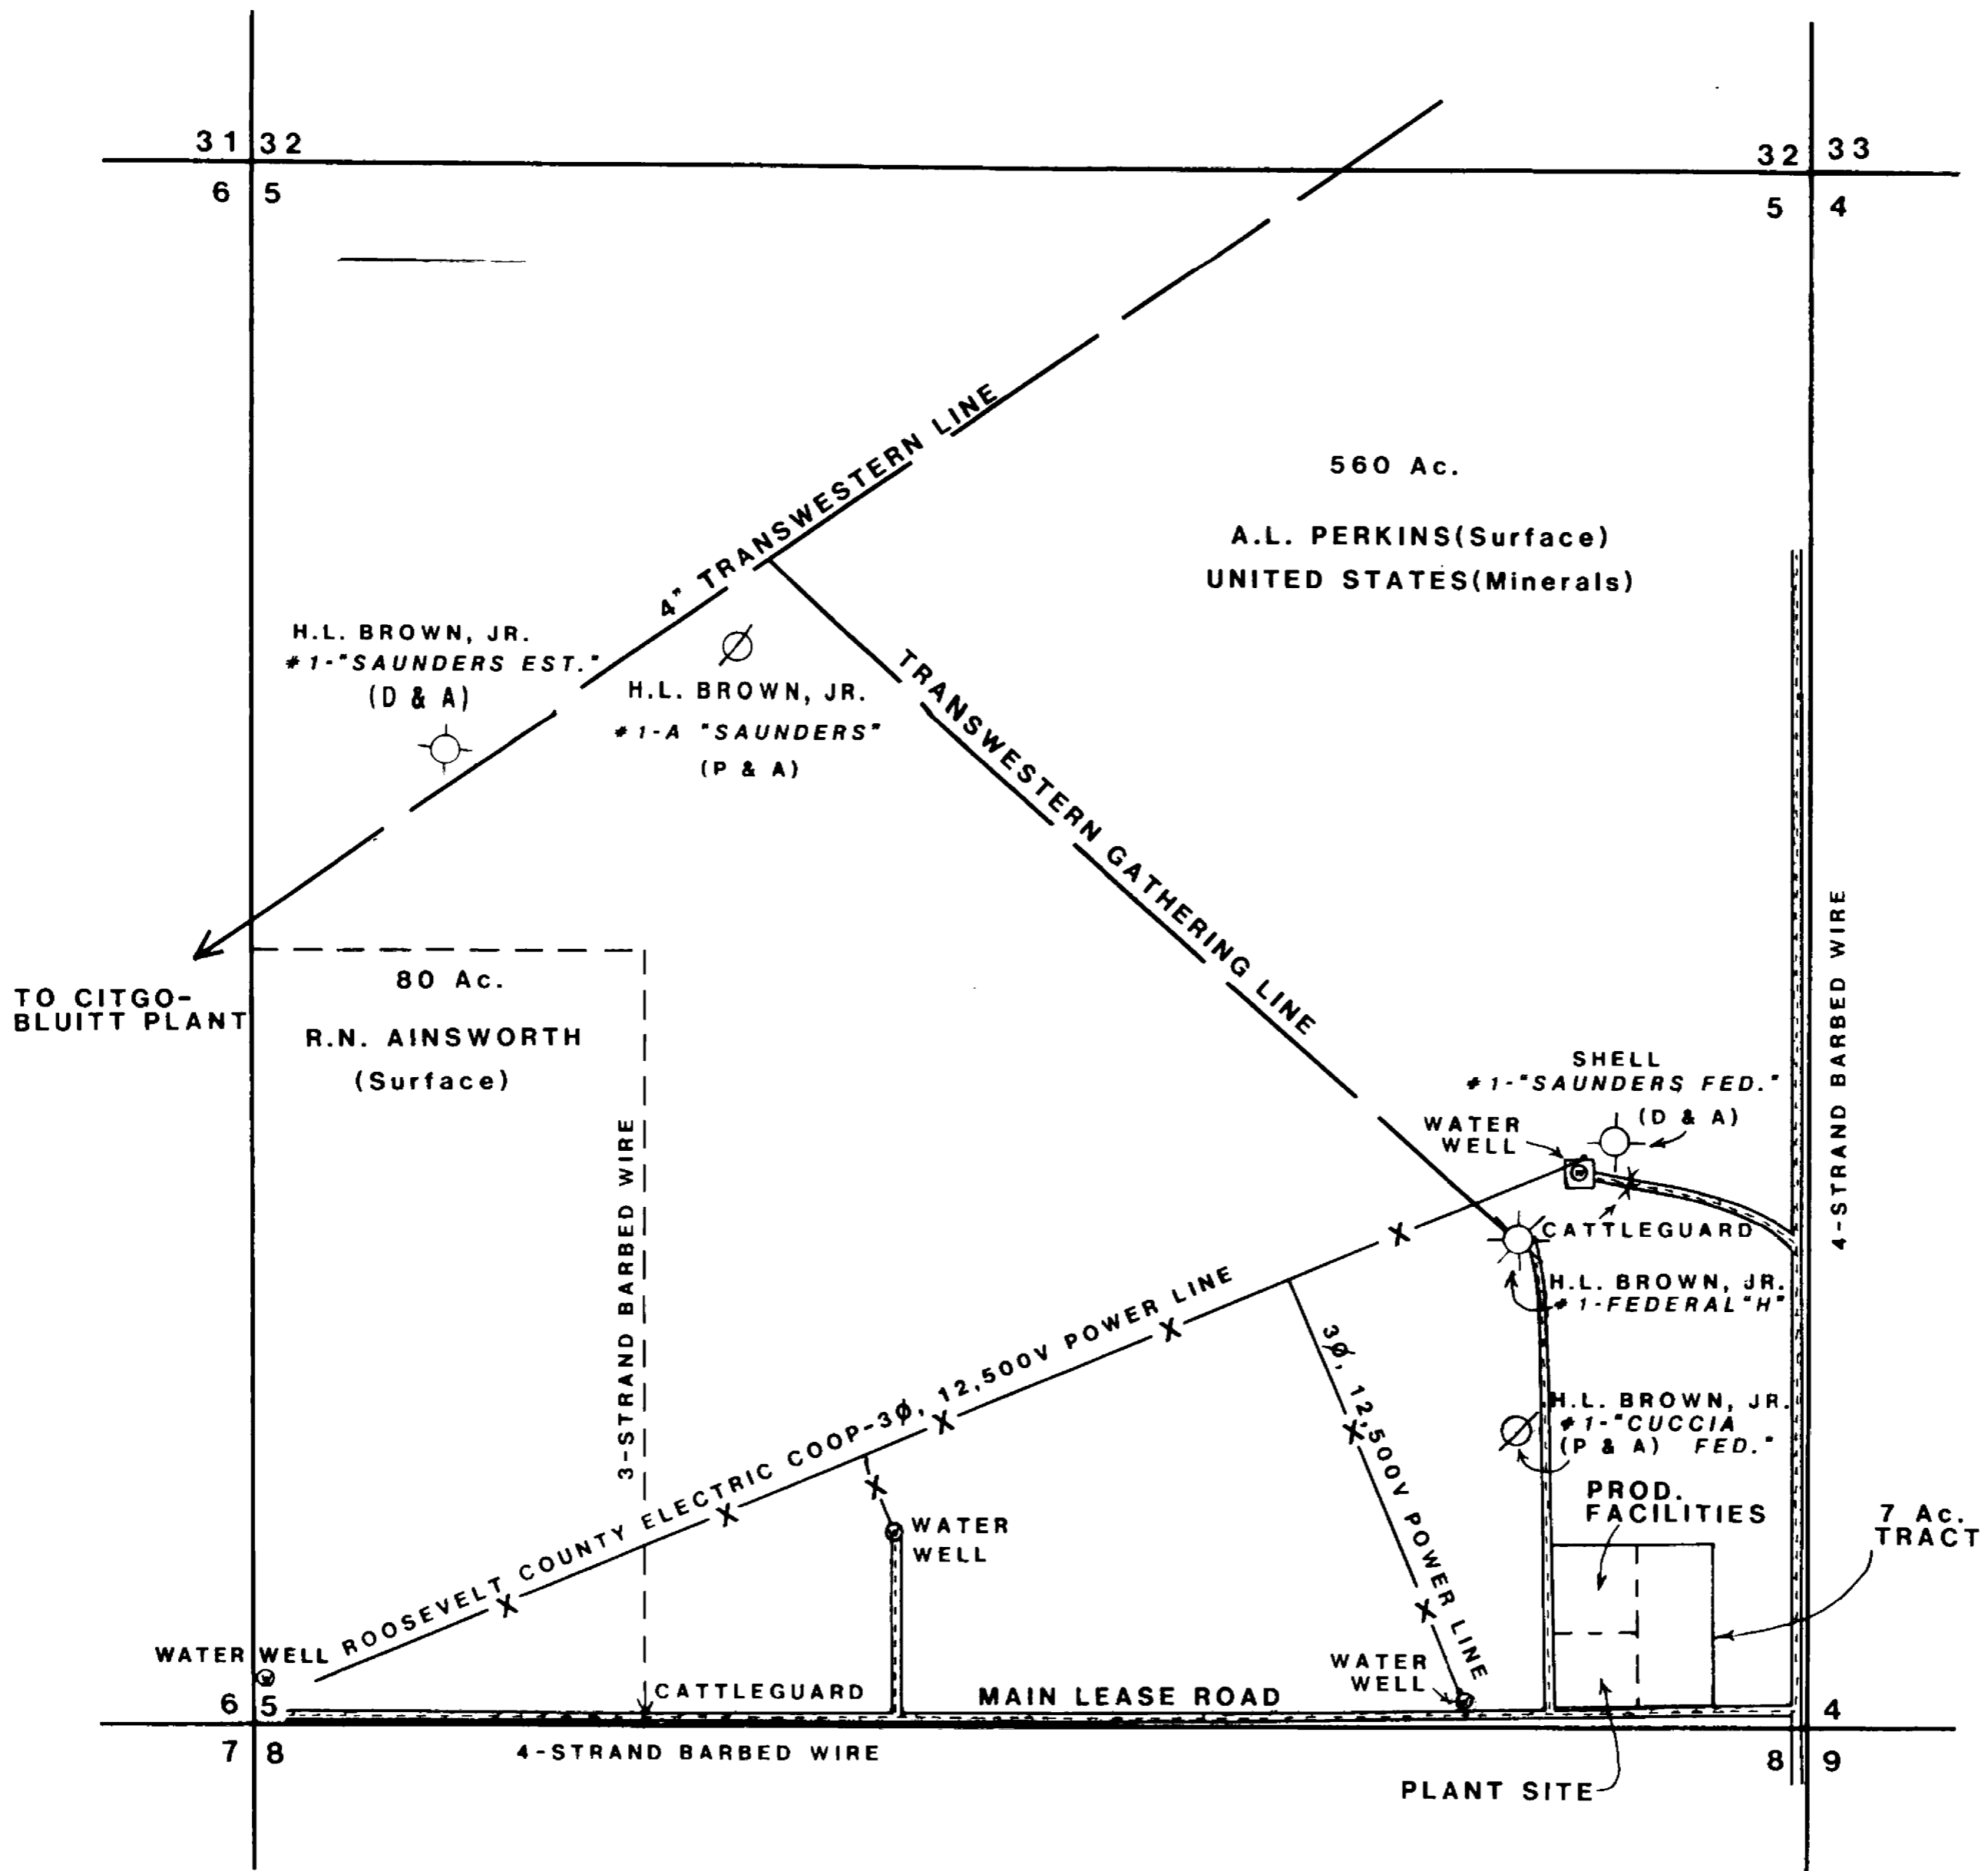 31 32
32 33
6 5
5 4
4" TRANSWESTERN LINE
560 Ac.
A.L. PERKINS(Surface)
UNITED STATES(Minerals)
H.L. BROWN, JR.
#1-"SAUNDERS EST."
(D & A)
H.L. BROWN, JR.
#1-A "SAUNDERS"
(P & A)
TRANSWESTERN GATHERING LINE
4-STRAND BARBED WIRE
TO CITGO-
BLUITT PLANT
80 Ac.
R.N. AINSWORTH
(Surface)
3-STRAND BARBED WIRE
SHELL
#1-"SAUNDERS FED."
(D & A)
WATER
WELL
CATTLEGUARD
H.L. BROWN, JR.
#1-FEDERAL "H"
ROOSEVELT COUNTY ELECTRIC COOP-3φ, 12,500V POWER LINE
3φ, 12,500V POWER LINE
H.L. BROWN, JR.
#1-"CUCCIA
(P & A) FED."
PROD.
FACILITIES
7 Ac.
TRACT
WATER
WELL
WATER WELL
WATER
WELL
CATTLEGUARD
MAIN LEASE ROAD
6 5
4
7 8
4-STRAND BARBED WIRE
8 9
PLANT SITE